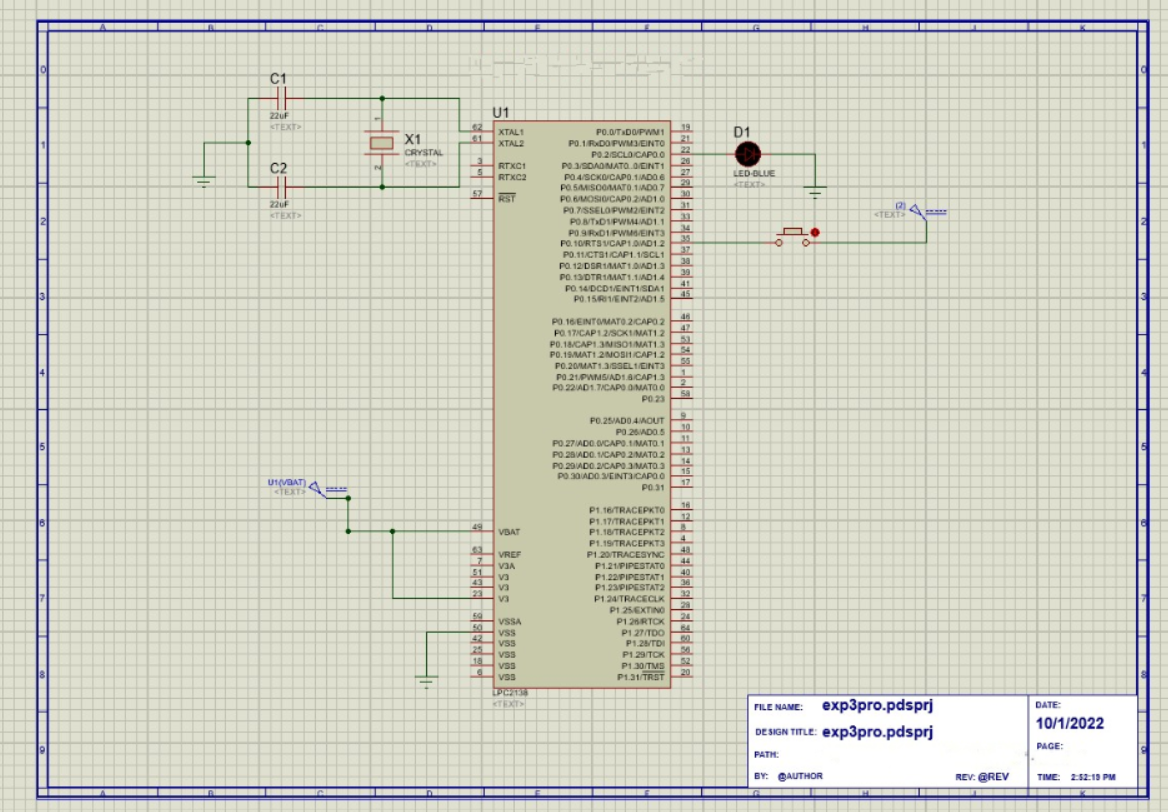 A B C D E F G H J K
0
1
2
3
4
5
6
7
8
9
C1
22uF
<TEXT>
X1
CRYSTAL
<TEXT>
1
2
C2
22uF
<TEXT>
U1
62 XTAL1
61 XTAL2
3 RTXC1
5 RTXC2
57 RST
49 VBAT
63 VREF
7 V3A
51 V3
43 V3
23 V3
59 VSSA
50 VSS
42 VSS
25 VSS
18 VSS
6 VSS
P0.0/TxD0/PWM1 19
P0.1/RxD0/PWM3/EINT0 21
P0.2/SCL0/CAP0.0 22
P0.3/SDA0/MAT0..0/EINT1 26
P0.4/SCK0/CAP0.1/AD0.6 27
P0.5/MISO0/MAT0.1/AD0.7 29
P0.6/MOSI0/CAP0.2/AD1.0 30
P0.7/SSEL0/PWM2/EINT2 31
P0.8/TxD1/PWM4/AD1.1 33
P0.9/RxD1/PWM6/EINT3 34
P0.10/RTS1/CAP1.0/AD1.2 35
P0.11/CTS1/CAP1.1/SCL1 37
P0.12/DSR1/MAT1.0/AD1.3 38
P0.13/DTR1/MAT1.1/AD1.4 39
P0.14/DCD1/EINT1/SDA1 41
P0.15/RI1/EINT2/AD1.5 45
P0.16/EINT0/MAT0.2/CAP0.2 46
P0.17/CAP1.2/SCK1/MAT1.2 47
P0.18/CAP1.3/MISO1/MAT1.3 53
P0.19/MAT1.2/MOSI1/CAP1.2 54
P0.20/MAT1.3/SSEL1/EINT3 55
P0.21/PWM5/AD1.6/CAP1.3 1
P0.22/AD1.7/CAP0.0/MAT0.0 2
P0.23 58
P0.25/AD0.4/AOUT 9
P0.26/AD0.5 10
P0.27/AD0.0/CAP0.1/MAT0.1 11
P0.28/AD0.1/CAP0.2/MAT0.2 13
P0.29/AD0.2/CAP0.3/MAT0.3 14
P0.30/AD0.3/EINT3/CAP0.0 15
P0.31 17
P1.16/TRACEPKT0 16
P1.17/TRACEPKT1 12
P1.18/TRACEPKT2 8
P1.19/TRACEPKT3 4
P1.20/TRACESYNC 48
P1.21/PIPESTAT0 44
P1.22/PIPESTAT1 40
P1.23/PIPESTAT2 36
P1.24/TRACECLK 32
P1.25/EXTIN0 28
P1.26/RTCK 24
P1.27/TDO 64
P1.28/TDI 60
P1.29/TCK 56
P1.30/TMS 52
P1.31/TRST 20
LPC2138
<TEXT>
D1
LED-BLUE
<TEXT>
(2)
<TEXT>
U1(VBAT)
<TEXT>
FILE NAME: exp3pro.pdsprj
DESIGN TITLE: exp3pro.pdsprj
PATH:
BY: @AUTHOR REV: @REV
DATE:
10/1/2022
PAGE:
TIME: 2:52:19 PM